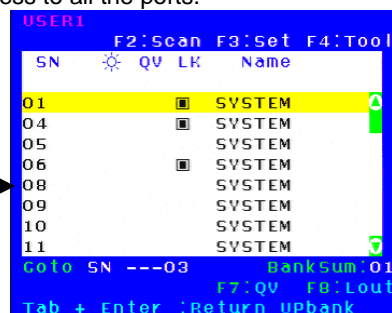 ess to all the ports.
USER1
F2:Scan F3:Set F4:Tool
SN QV LK Name
01 SYSTEM
04 SYSTEM
05 SYSTEM
06 SYSTEM
08 SYSTEM
09 SYSTEM
10 SYSTEM
11 SYSTEM
Goto SN ---03 BankSum:01
F7:QV F8:Lout
Tab + Enter :Return UPbank